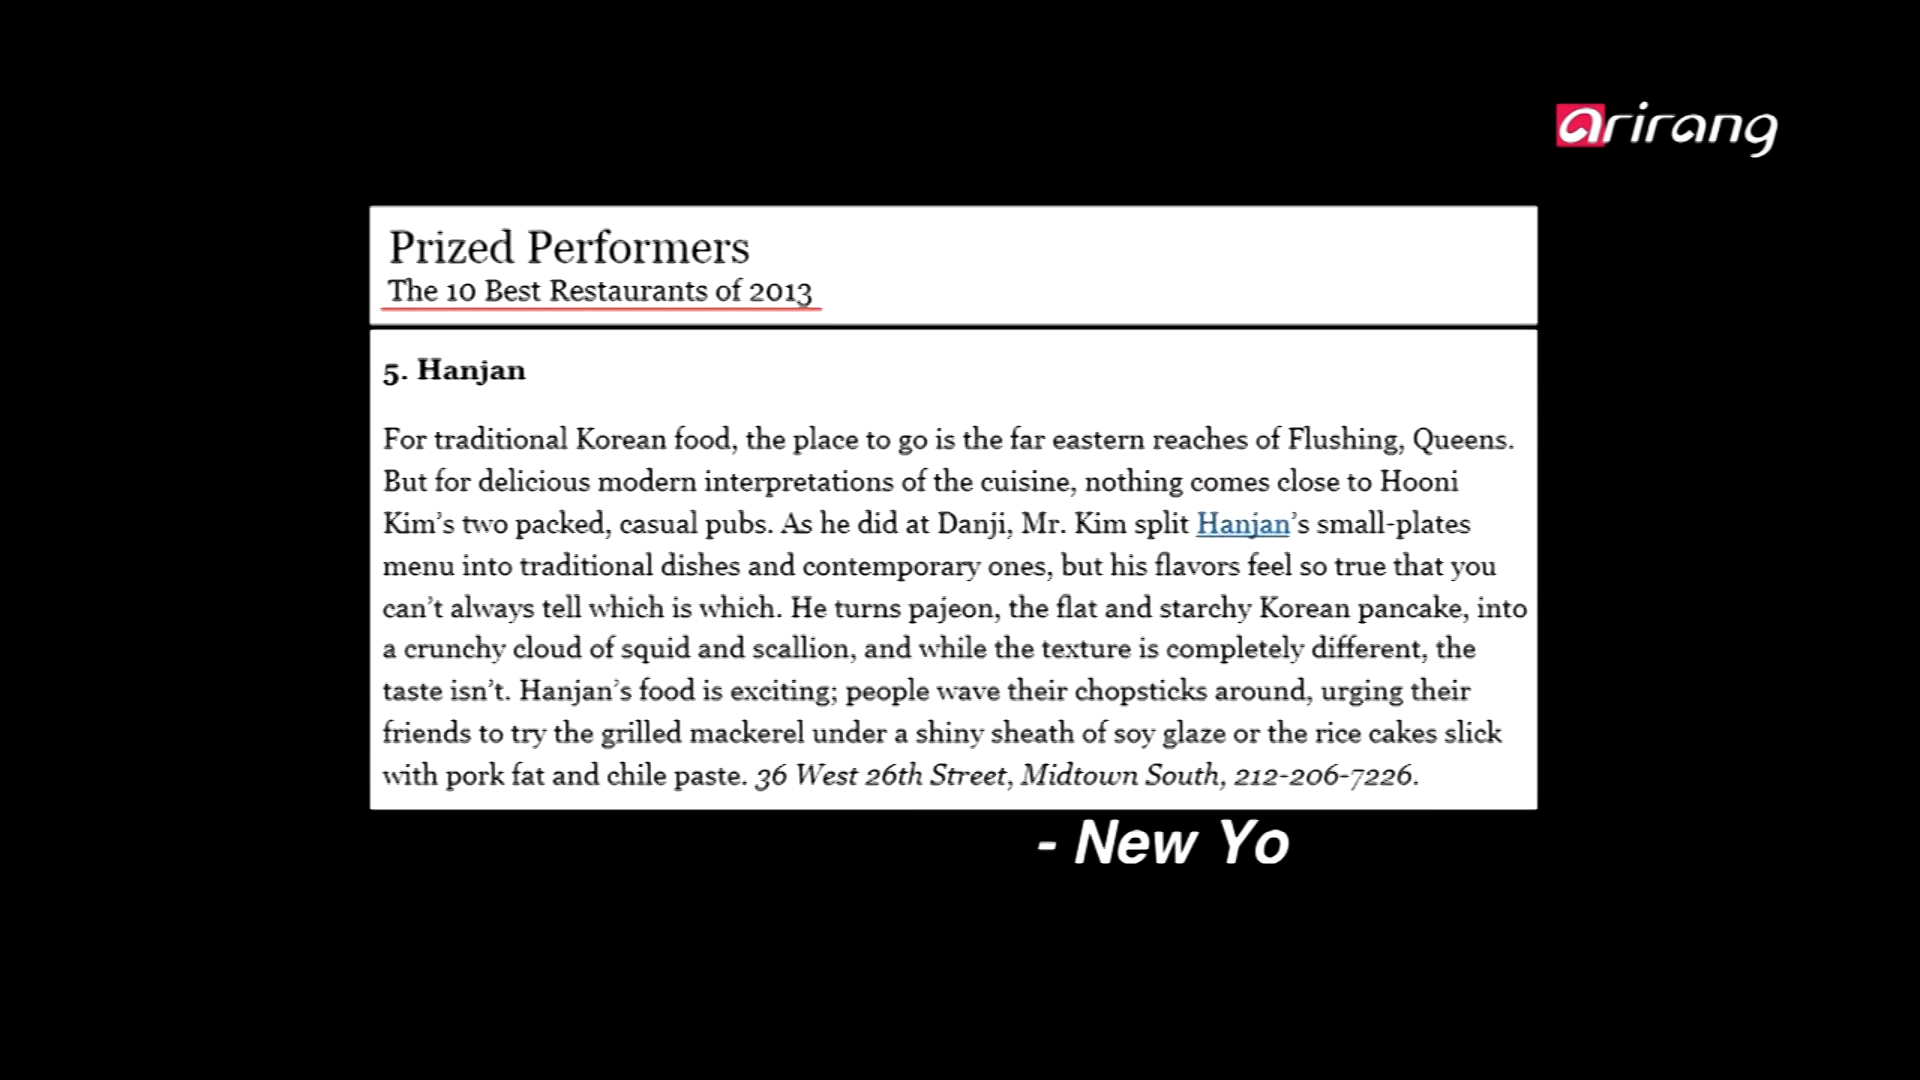 arirang
Prized Performers
The 10 Best Restaurants of 2013
5. Hanjan
For traditional Korean food, the place to go is the far eastern reaches of Flushing, Queens.
But for delicious modern interpretations of the cuisine, nothing comes close to Hooni
Kim’s two packed, casual pubs. As he did at Danji, Mr. Kim split Hanjan’s small-plates
menu into traditional dishes and contemporary ones, but his flavors feel so true that you
can’t always tell which is which. He turns pajeon, the flat and starchy Korean pancake, into
a crunchy cloud of squid and scallion, and while the texture is completely different, the
taste isn’t. Hanjan’s food is exciting; people wave their chopsticks around, urging their
friends to try the grilled mackerel under a shiny sheath of soy glaze or the rice cakes slick
with pork fat and chile paste. 36 West 26th Street, Midtown South, 212-206-7226.
- New Yo